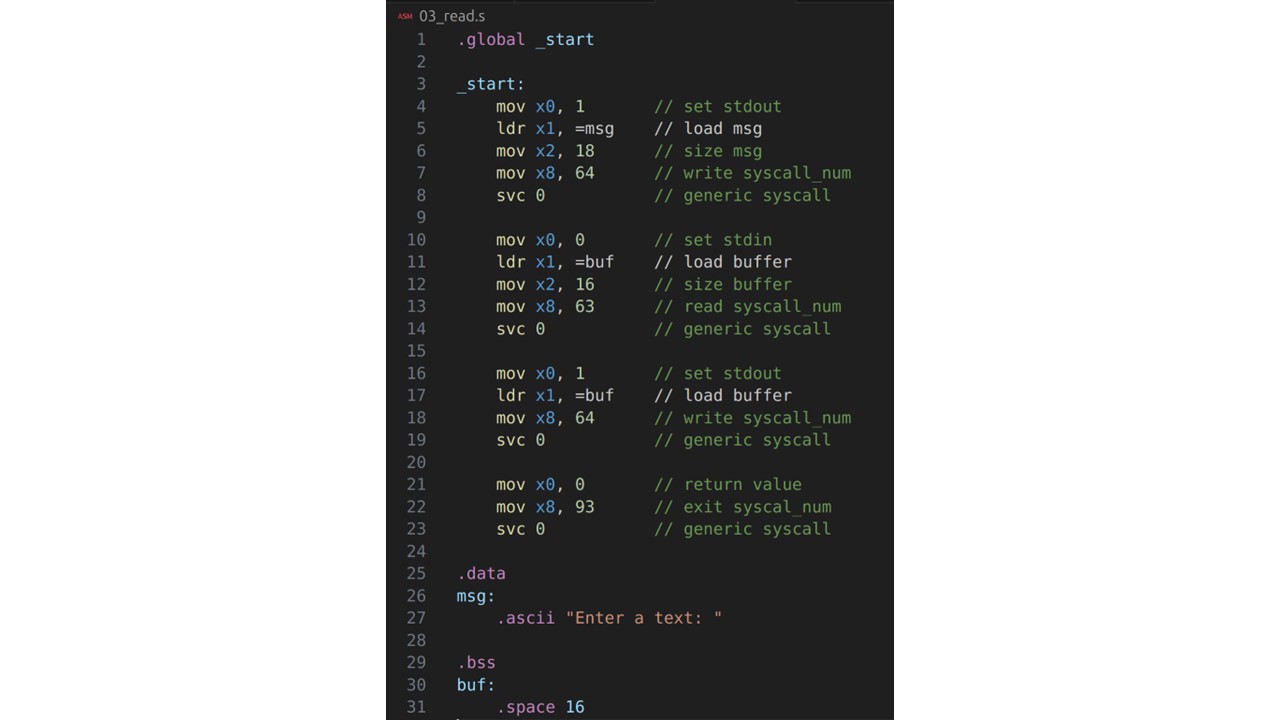 ASM 03_read.s
1 .global _start
2
3 _start:
4 mov x0, 1 // set stdout
5 ldr x1, =msg // load msg
6 mov x2, 18 // size msg
7 mov x8, 64 // write syscall_num
8 svc 0 // generic syscall
9
10 mov x0, 0 // set stdin
11 ldr x1, =buf // load buffer
12 mov x2, 16 // size buffer
13 mov x8, 63 // read syscall_num
14 svc 0 // generic syscall
15
16 mov x0, 1 // set stdout
17 ldr x1, =buf // load buffer
18 mov x8, 64 // write syscall_num
19 svc 0 // generic syscall
20
21 mov x0, 0 // return value
22 mov x8, 93 // exit syscal_num
23 svc 0 // generic syscall
24
25 .data
26 msg:
27 .ascii "Enter a text: "
28
29 .bss
30 buf:
31 .space 16